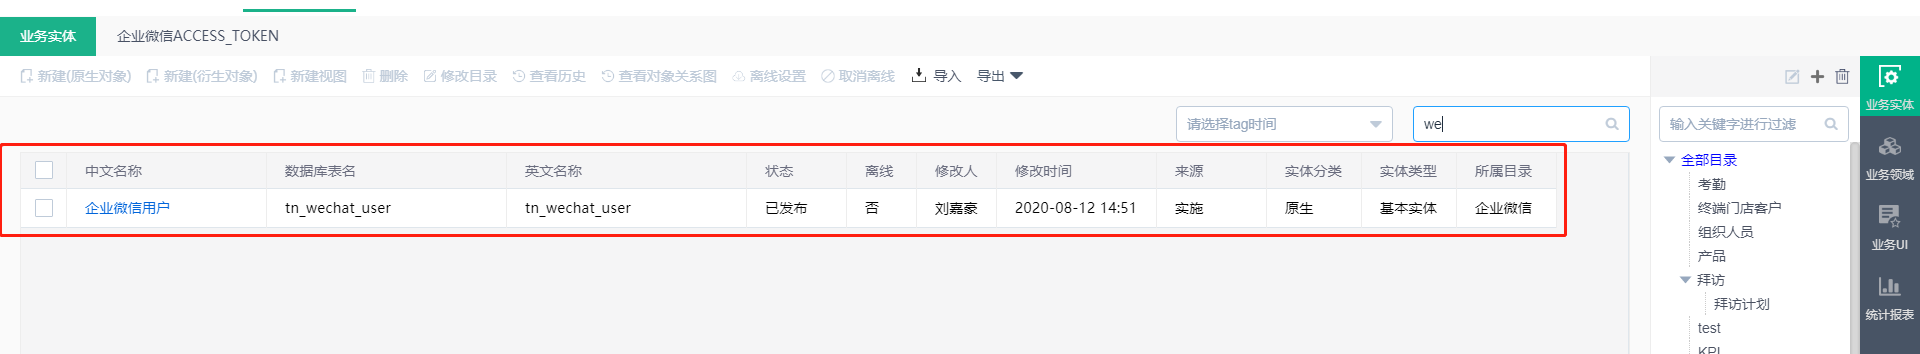 业务实体 企业微信ACCESS_TOKEN
新建(原生对象) 新建(衍生对象) 新建视图 删除 修改目录 查看历史 查看对象关系图 离线设置 取消离线 导入 导出
请选择tag时间 we
中文名称 数据库表名 英文名称 状态 离线 修改人 修改时间 来源 实体分类 实体类型 所属目录
企业微信用户 tn_wechat_user tn_wechat_user 已发布 否 刘嘉豪 2020-08-12 14:51 实施 原生 基本实体 企业微信
输入关键字进行过滤
全部目录
考勤
终端门店客户
组织人员
产品
拜访
拜访计划
test
KPI
业务实体
业务领域
业务UI
统计报表